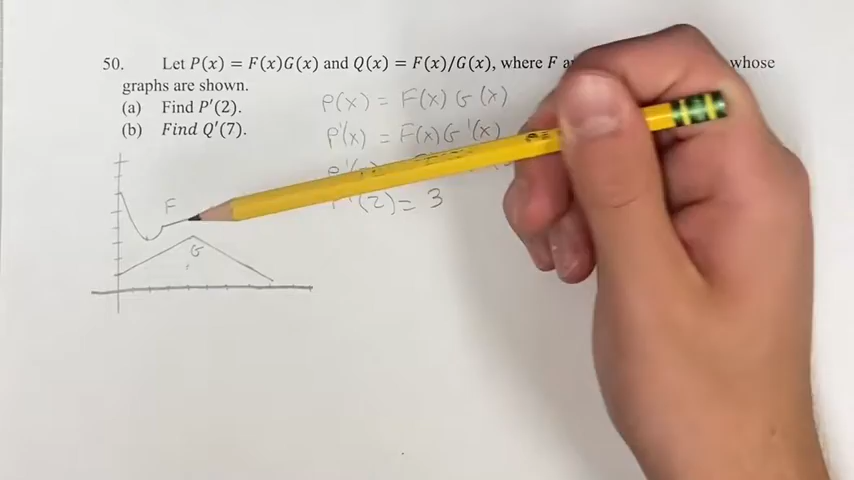 50. Let P(x) = F(x)G(x) and Q(x) = F(x)/G(x), where F whose
graphs are shown.
(a) Find P′(2).
(b) Find Q′(7).
P(x) = F(x) G(x)
P'(x) = F(x)G'(x)
(2) = 3
F
G